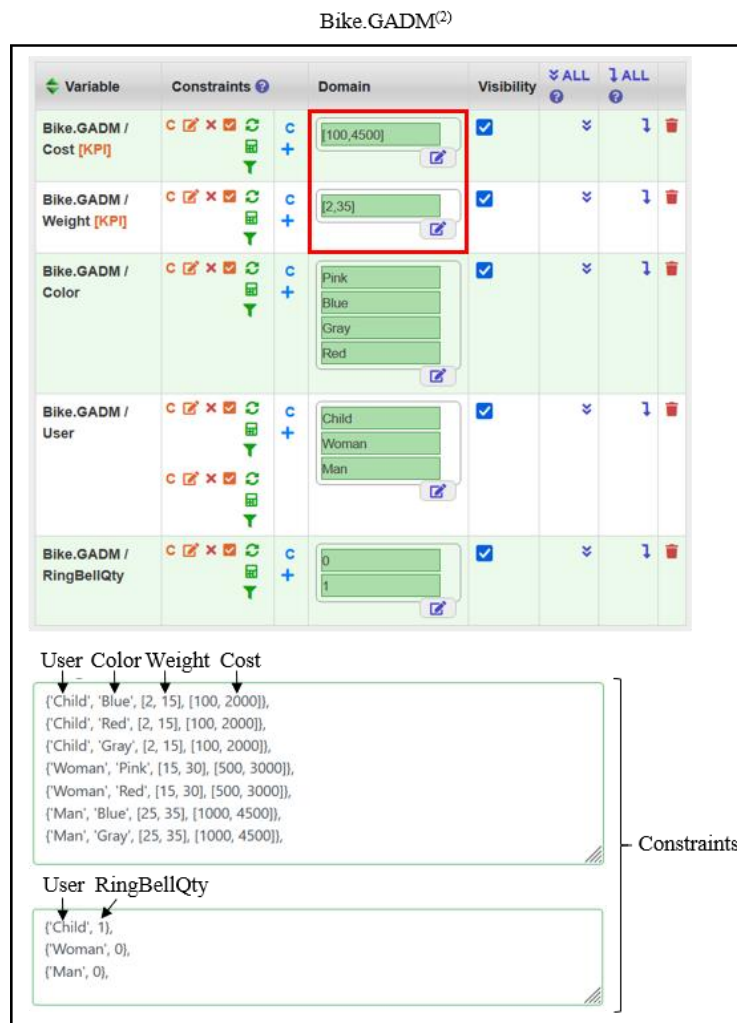 Bike.GADM⁽²⁾
Variable Constraints Domain Visibility ALL ALL
Bike.GADM / Cost [KPI] C C + [100,4500]
Bike.GADM / Weight [KPI] C C + [2,35]
Bike.GADM / Color C C + Pink
Blue
Gray
Red
Bike.GADM / User C C + Child
Woman
Man
C
Bike.GADM / RingBellQty C C + 0
1
User Color Weight Cost
{'Child', 'Blue', [2, 15], [100, 2000]},
{'Child', 'Red', [2, 15], [100, 2000]},
{'Child', 'Gray', [2, 15], [100, 2000]},
{'Woman', 'Pink', [15, 30], [500, 3000]},
{'Woman', 'Red', [15, 30], [500, 3000]},
{'Man', 'Blue', [25, 35], [1000, 4500]},
{'Man', 'Gray', [25, 35], [1000, 4500]},
Constraints
User RingBellQty
{'Child', 1},
{'Woman', 0},
{'Man', 0},